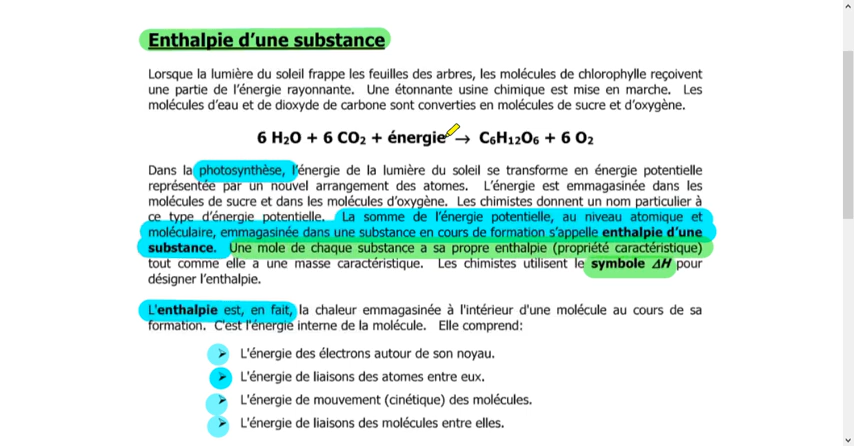 Enthalpie d'une substance
Lorsque la lumière du soleil frappe les feuilles des arbres, les molécules de chlorophylle reçoivent
une partie de l'énergie rayonnante. Une étonnante usine chimique est mise en marche. Les
molécules d'eau et de dioxyde de carbone sont converties en molécules de sucre et d'oxygène.
6 H₂O + 6 CO₂ + énergie → C₆H₁₂O₆ + 6 O₂
Dans la photosynthèse, l'énergie de la lumière du soleil se transforme en énergie potentielle
représentée par un nouvel arrangement des atomes. L'énergie est emmagasinée dans les
molécules de sucre et dans les molécules d'oxygène. Les chimistes donnent un nom particulier à
ce type d'énergie potentielle. La somme de l'énergie potentielle, au niveau atomique et
moléculaire, emmagasinée dans une substance en cours de formation s'appelle enthalpie d'une
substance. Une mole de chaque substance a sa propre enthalpie (propriété caractéristique)
tout comme elle a une masse caractéristique. Les chimistes utilisent le symbole ΔH pour
désigner l'enthalpie.
L'enthalpie est, en fait, la chaleur emmagasinée à l'intérieur d'une molécule au cours de sa
formation. C'est l'énergie interne de la molécule. Elle comprend:
➤ L'énergie des électrons autour de son noyau.
➤ L'énergie de liaisons des atomes entre eux.
➤ L'énergie de mouvement (cinétique) des molécules.
➤ L'énergie de liaisons des molécules entre elles.